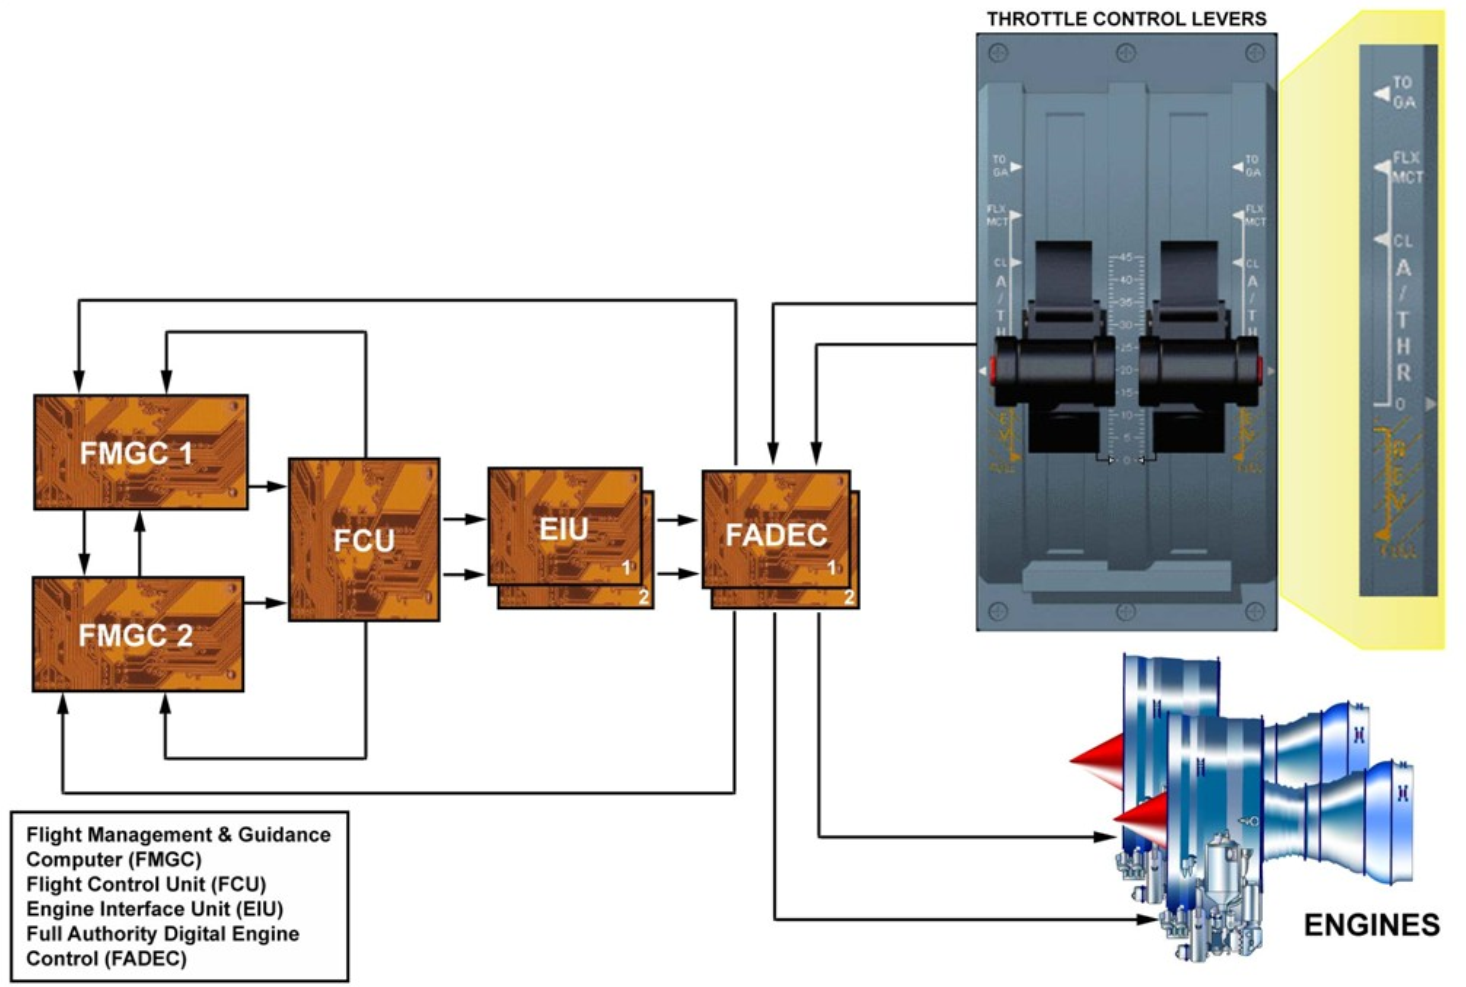 THROTTLE CONTROL LEVERS
TO
GA
FLX
MCT
CL
A
/
T
H
TO
GA
FLX
MCT
CL
A
/
T
H
45
40
35
30
25
20
15
10
5
0
TO
GA
FLX
MCT
CL
A
/
T
H
R
0
FMGC 1
FMGC 2
FCU
EIU
1
2
FADEC
1
2
Flight Management & Guidance
Computer (FMGC)
Flight Control Unit (FCU)
Engine Interface Unit (EIU)
Full Authority Digital Engine
Control (FADEC)
ENGINES